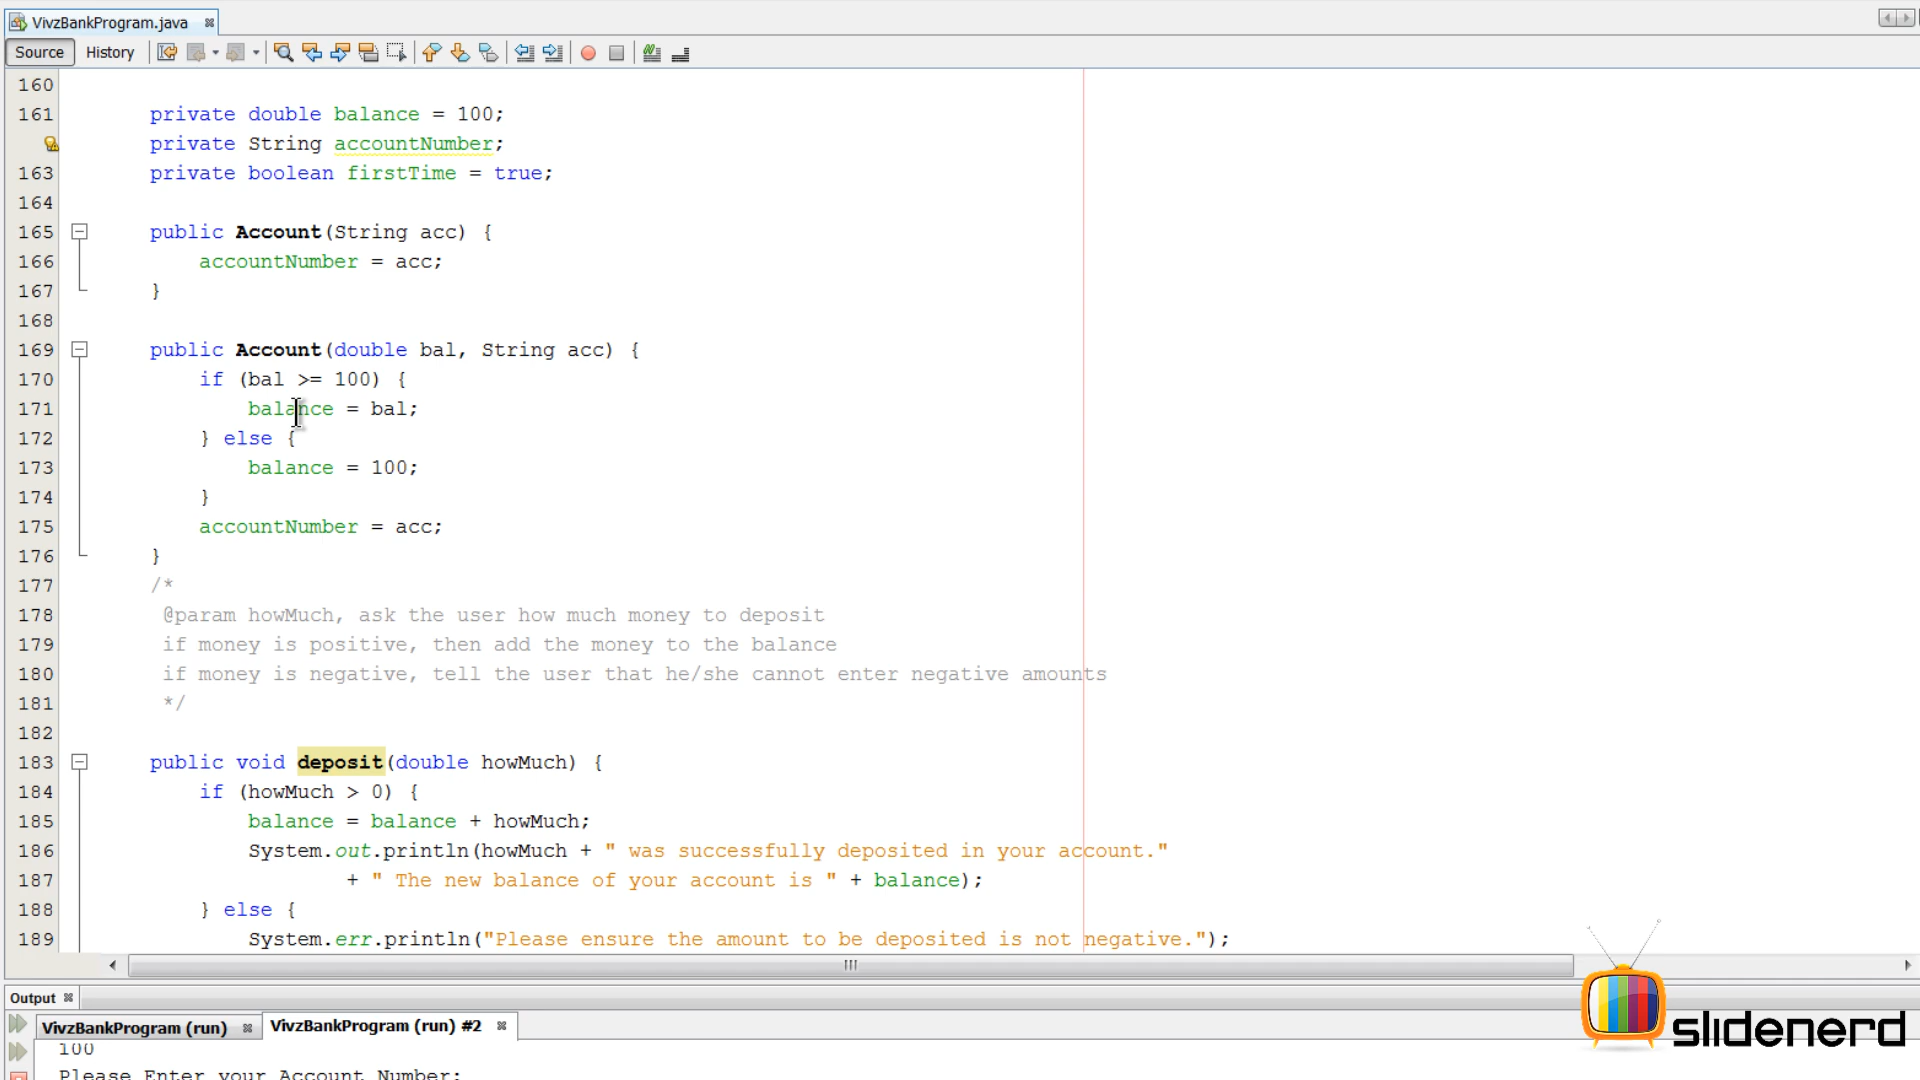 VivzBankProgram.java
Source History
160
161 private double balance = 100;
private String accountNumber;
163 private boolean firstTime = true;
164
165 public Account(String acc) {
166 accountNumber = acc;
167 }
168
169 public Account(double bal, String acc) {
170 if (bal >= 100) {
171 balance = bal;
172 } else {
173 balance = 100;
174 }
175 accountNumber = acc;
176 }
177 /*
178 @param howMuch, ask the user how much money to deposit
179 if money is positive, then add the money to the balance
180 if money is negative, tell the user that he/she cannot enter negative amounts
181 */
182
183 public void deposit(double howMuch) {
184 if (howMuch > 0) {
185 balance = balance + howMuch;
186 System.out.println(howMuch + " was successfully deposited in your account."
187 + " The new balance of your account is " + balance);
188 } else {
189 System.err.println("Please ensure the amount to be deposited is not negative.");
Output
VivzBankProgram (run) VivzBankProgram (run) #2
100
Please Enter your Account Number:
slidenerd